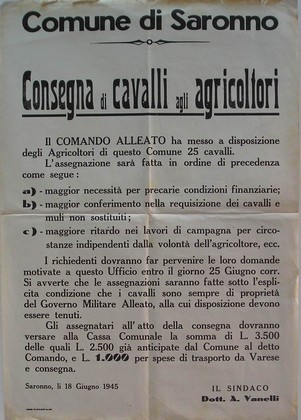 Comune di Saronno
Consegna di cavalli agli agricoltori
Il COMANDO ALLEATO ha messo a disposizione
degli Agricoltori di questo Comune 25 cavalli.
L'assegnazione sarà fatta in ordine di precedenza
come segue :
a) - maggior necessità per precarie condizioni finanziarie;
b) - maggior conferimento nella requisizione dei cavalli e
muli non sostituiti;
c) - maggiore ritardo nei lavori di campagna per circo-
stanze indipendenti dalla volontà dell'agricoltore, ecc.
I richiedenti dovranno far pervenire le loro domande
motivate a questo Ufficio entro il giorno 25 Giugno corr.
Si avverte che le assegnazioni saranno fatte sotto l'espli-
cita condizione che i cavalli sono sempre di proprietà
del Governo Militare Alleato, alla cui disposizione devono
essere tenuti.
Gli assegnatari all'atto della consegna dovranno
versare alla Cassa Comunale la somma di L. 3.500
delle quali L. 2.500 già anticipate dal Comune al detto
Comando, e L. 1.000 per spese di trasporto da Varese
e consegna.
Saronno, li 18 Giugno 1945
IL SINDACO
Dott. A. Vanelli